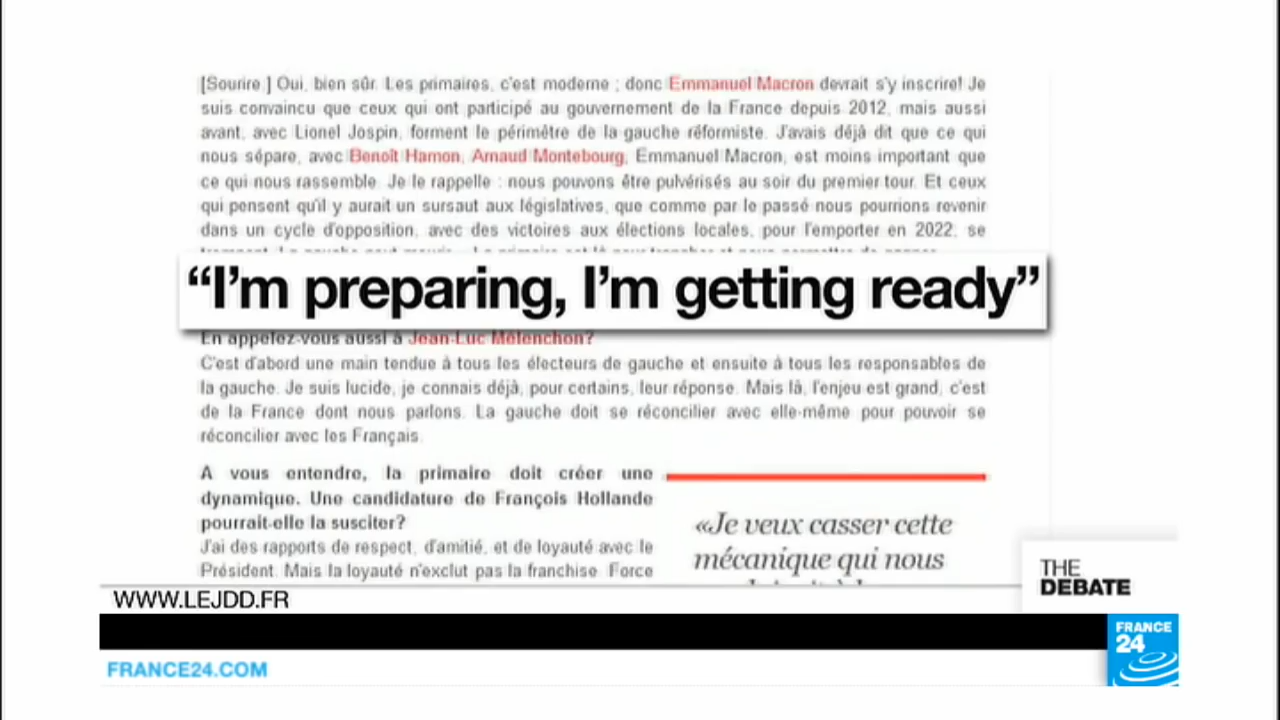 [Sourire.] Oui, bien sûr. Les primaires, c'est moderne ; donc Emmanuel Macron devrait s'y inscrire! Je
suis convaincu que ceux qui ont participé au gouvernement de la France depuis 2012, mais aussi
avant, avec Lionel Jospin, forment le périmètre de la gauche réformiste. J'avais déjà dit que ce qui
nous sépare, avec Benoît Hamon, Arnaud Montebourg, Emmanuel Macron, est moins important que
ce qui nous rassemble. Je le rappelle : nous pouvons être pulvérisés au soir du premier tour. Et ceux
qui pensent qu'il y aurait un sursaut aux législatives, que comme par le passé nous pourrions revenir
dans un cycle d'opposition, avec des victoires aux élections locales, pour l'emporter en 2022, se
“I’m preparing, I’m getting ready”
En appelez-vous aussi à Jean-Luc Mélenchon?
C'est d'abord une main tendue à tous les électeurs de gauche et ensuite à tous les responsables de
la gauche. Je suis lucide, je connais déjà, pour certains, leur réponse. Mais là, l'enjeu est grand, c'est
de la France dont nous parlons. La gauche doit se réconcilier avec elle-même pour pouvoir se
réconcilier avec les Français.
A vous entendre, la primaire doit créer une
dynamique. Une candidature de François Hollande
pourrait-elle la susciter?
J'ai des rapports de respect, d'amitié, et de loyauté avec le
Président. Mais la loyauté n'exclut pas la franchise. Force
«Je veux casser cette
mécanique qui nous
THE
DEBATE
WWW.LEJDD.FR
FRANCE
24
FRANCE24.COM